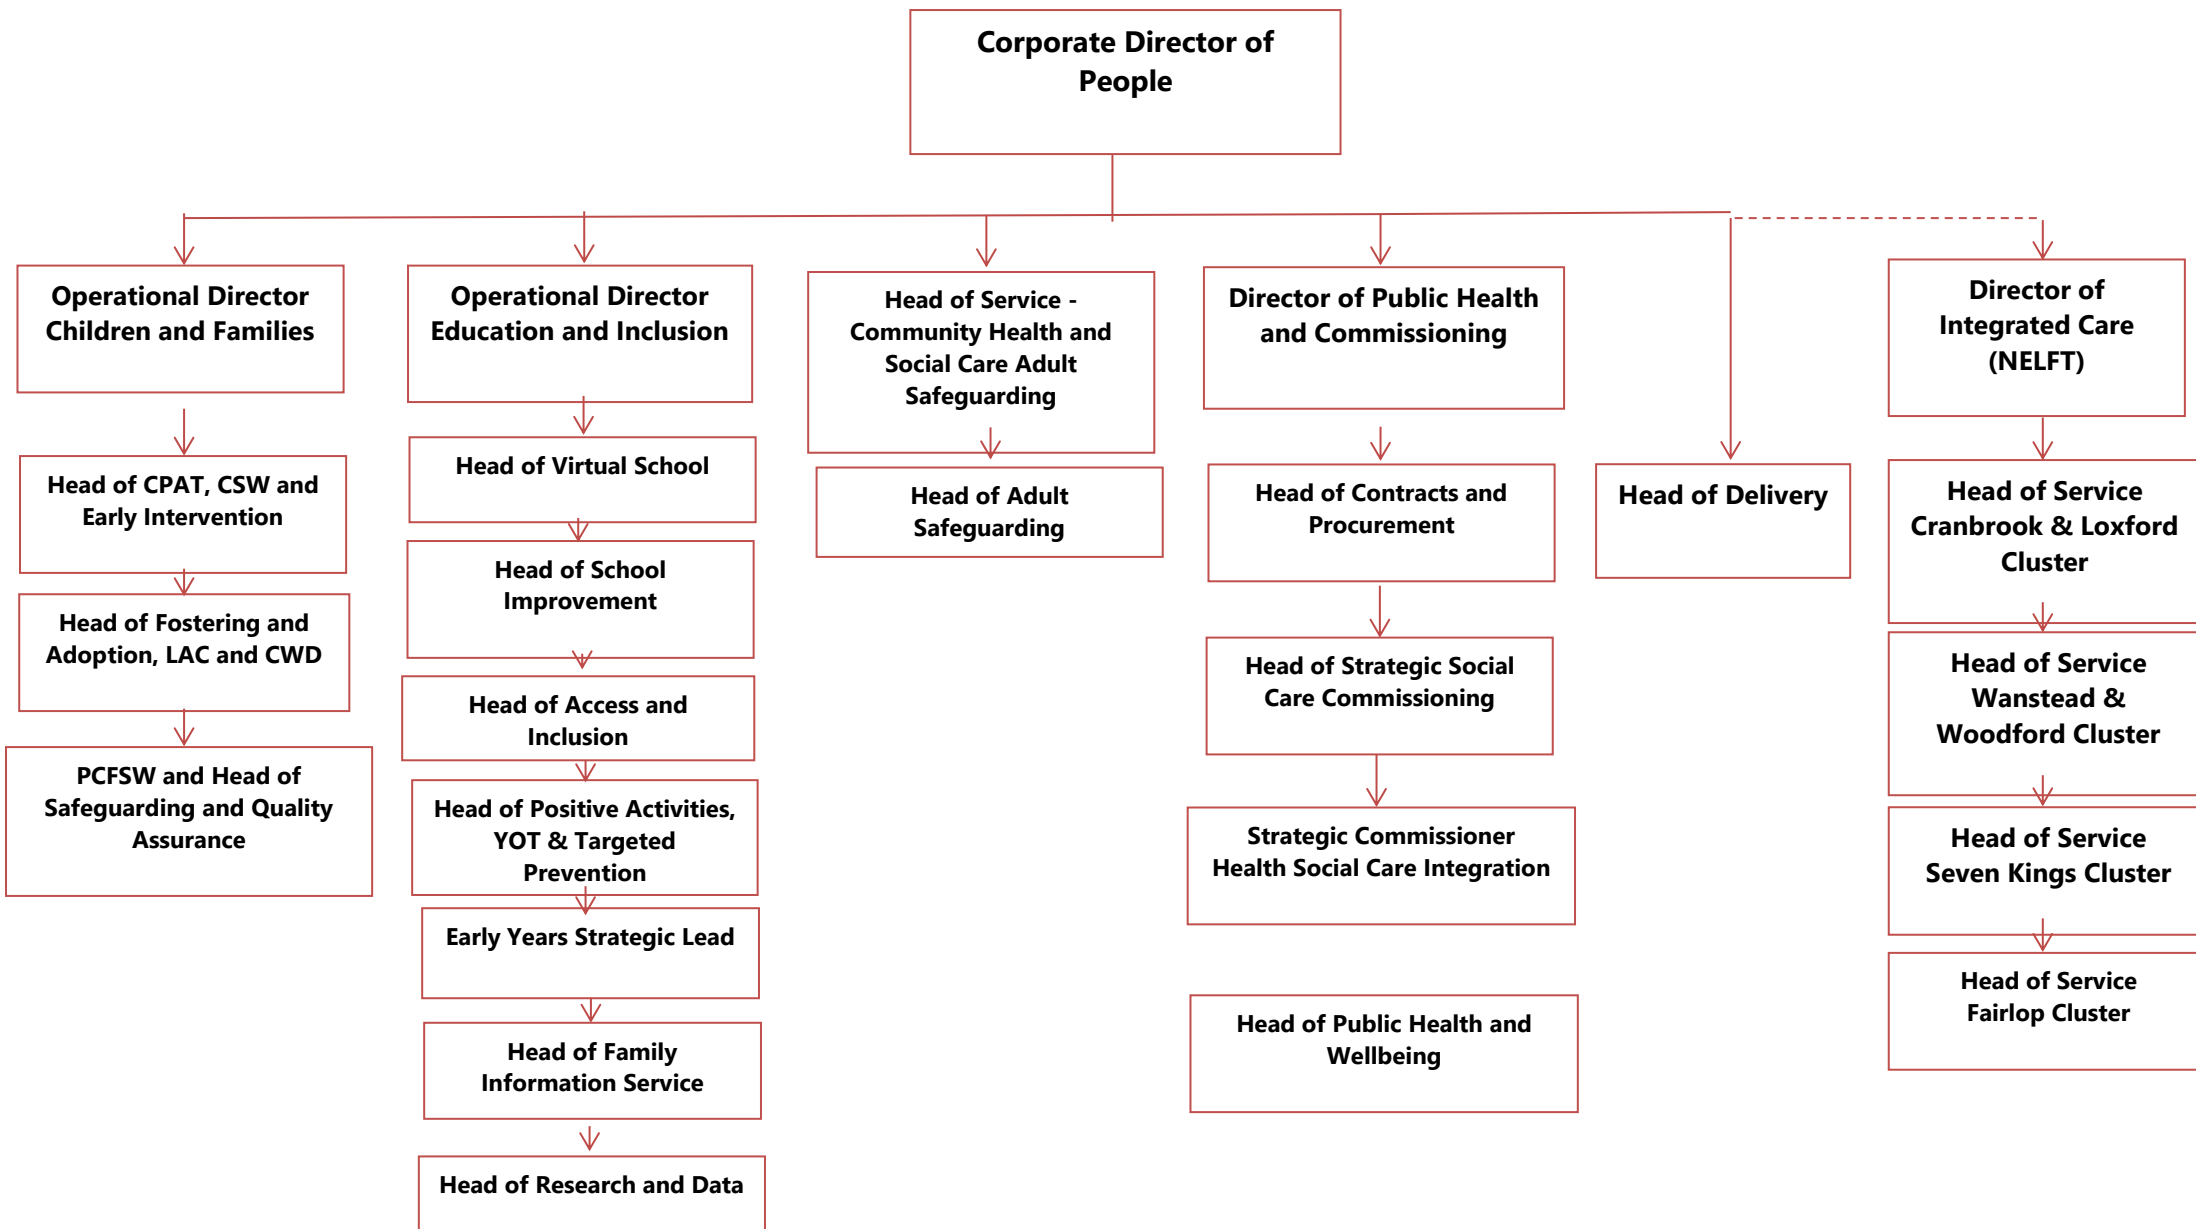 Corporate Director of
People
Operational Director
Children and Families
Head of CPAT, CSW and
Early Intervention
Head of Fostering and
Adoption, LAC and CWD
PCFSW and Head of
Safeguarding and Quality
Assurance
Operational Director
Education and Inclusion
Head of Virtual School
Head of School
Improvement
Head of Access and
Inclusion
Head of Positive Activities,
YOT & Targeted
Prevention
Early Years Strategic Lead
Head of Family
Information Service
Head of Research and Data
Head of Service -
Community Health and
Social Care Adult
Safeguarding
Head of Adult
Safeguarding
Director of Public Health
and Commissioning
Head of Contracts and
Procurement
Head of Strategic Social
Care Commissioning
Strategic Commissioner
Health Social Care Integration
Head of Public Health and
Wellbeing
Head of Delivery
Director of
Integrated Care
(NELFT)
Head of Service
Cranbrook & Loxford
Cluster
Head of Service
Wanstead &
Woodford Cluster
Head of Service
Seven Kings Cluster
Head of Service
Fairlop Cluster